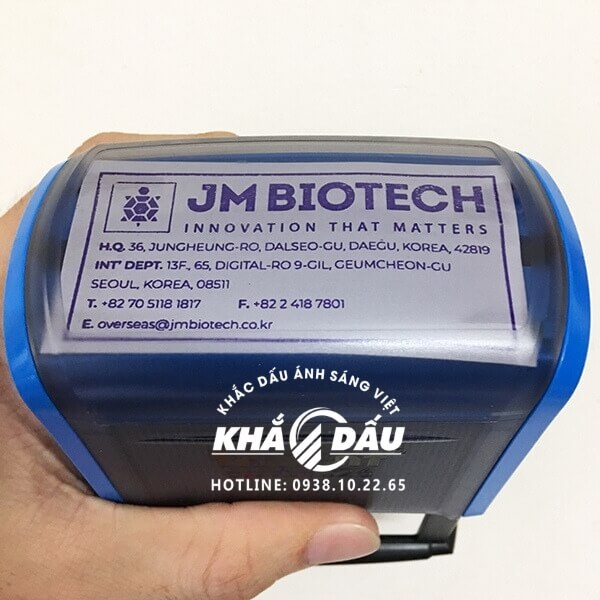 JM BIOTECH
INNOVATION THAT MATTERS
H.Q. 36, JUNGHEUNG-RO, DALSEO-GU, DAEGU, KOREA, 42819
INT' DEPT. 13F., 65, DIGITAL-RO 9-GIL, GEUMCHEON-GU
SEOUL, KOREA, 08511
T. +82 70 5118 1817 F. +82 2 418 7801
E. overseas@jmbiotech.co.kr
KHẮC DẤU ÁNH SÁNG VIỆT
KHẮC DẤU
HOTLINE: 0938.10.22.65